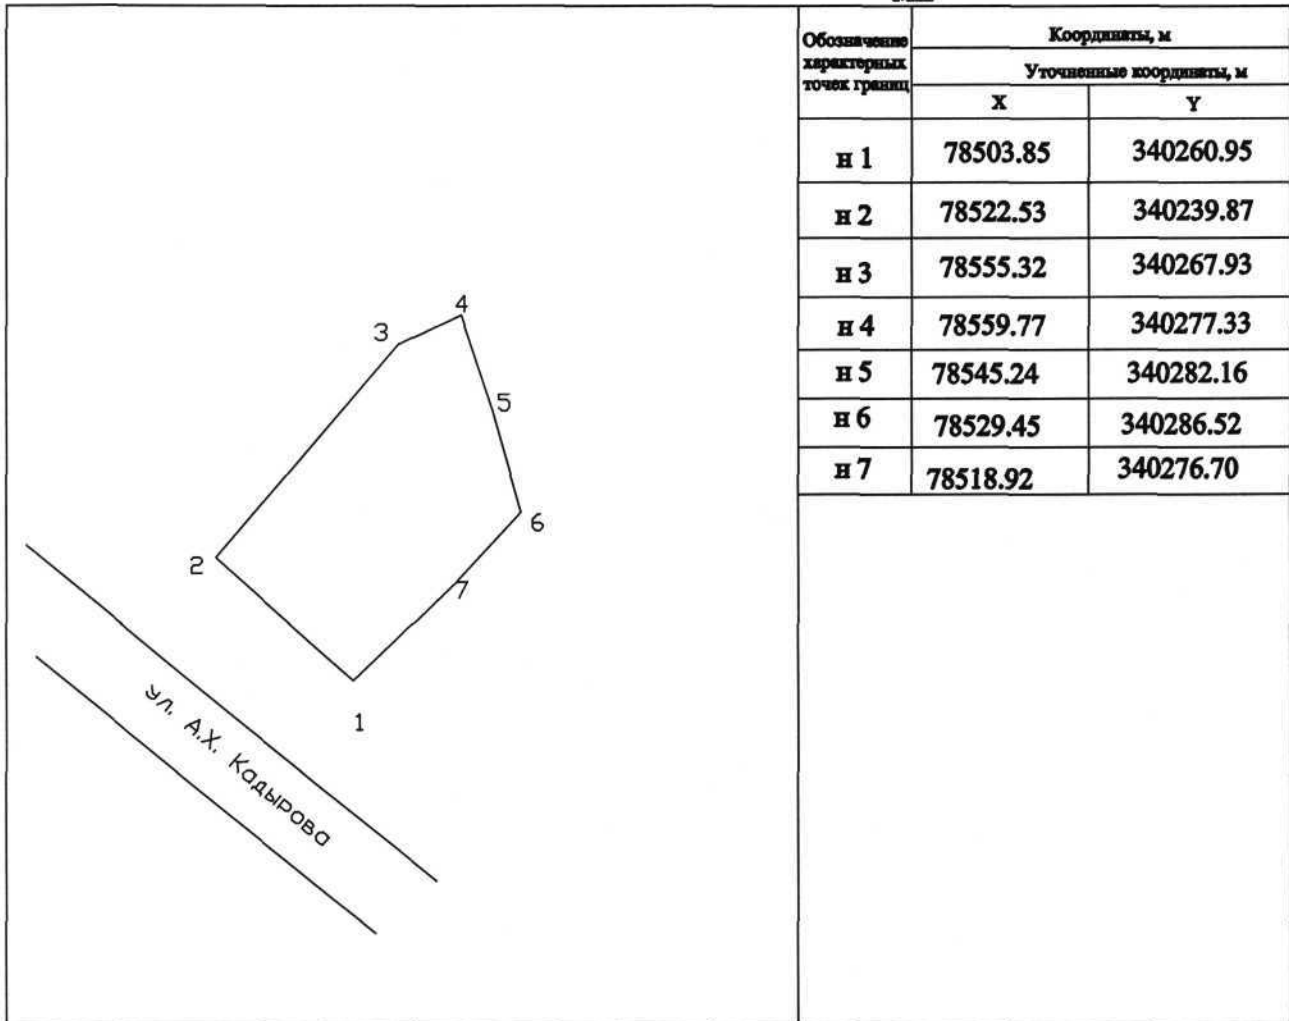 Обозначение
характерных
точек границ
Координаты, м
Уточненные координаты, м
X Y
н 1 78503.85 340260.95
н 2 78522.53 340239.87
н 3 78555.32 340267.93
н 4 78559.77 340277.33
н 5 78545.24 340282.16
н 6 78529.45 340286.52
н 7 78518.92 340276.70
4
3
5
6
2
7
1
ул. А.Х. Кадырова